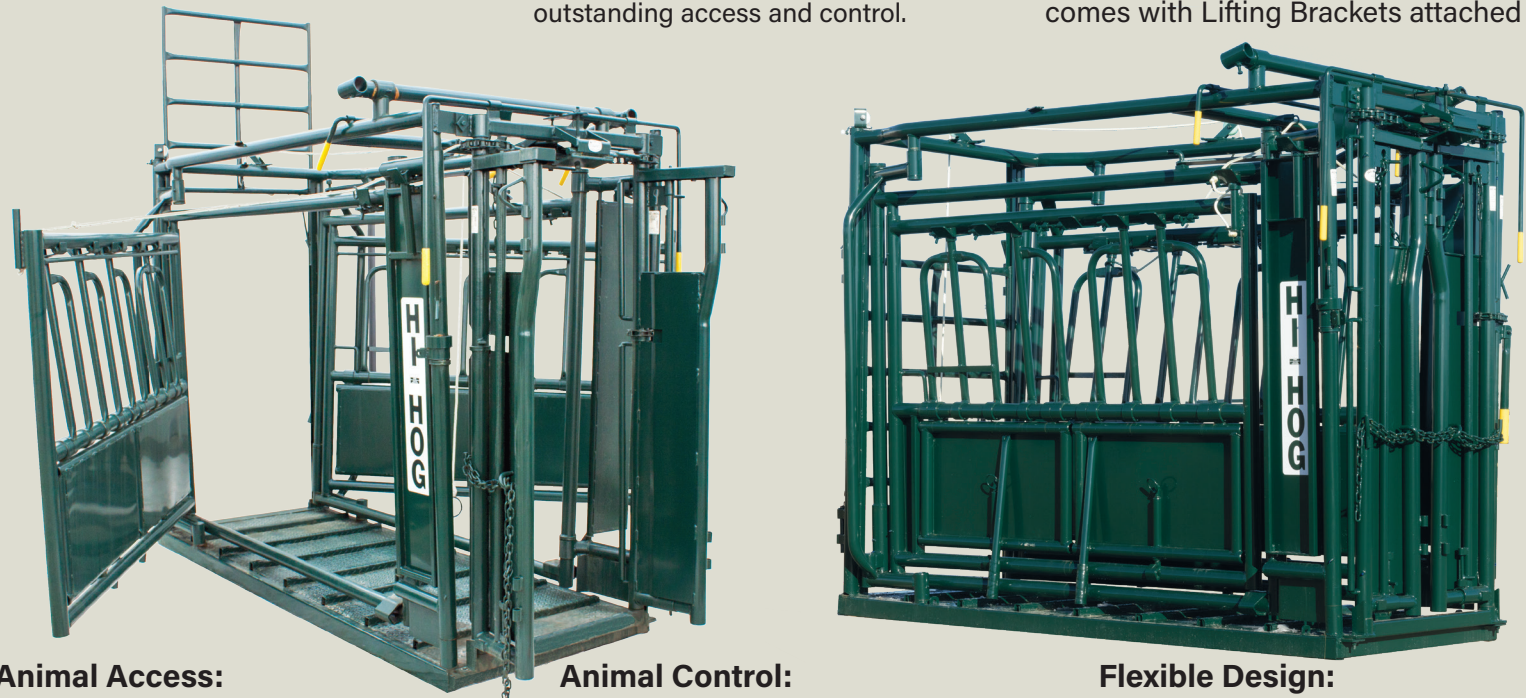 outstanding access and control.
comes with Lifting Brackets attached
HI-HOG
HI-HOG
Animal Access:
Animal Control:
Flexible Design: